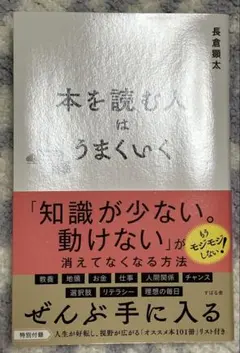 長倉顕太
本を読む人
は
うまくいく
「知識が少ない。
動けない」が
消えてなくなる方法
もう
モジモジ
しない！
教養 地頭 お金 仕事 人間関係 チャンス
選択肢 リテラシー 理想の毎日
ぜんぶ手に入る
すばる舎
特別付録 人生が好転し、視野が広がる「オススメ本101冊」リスト付き